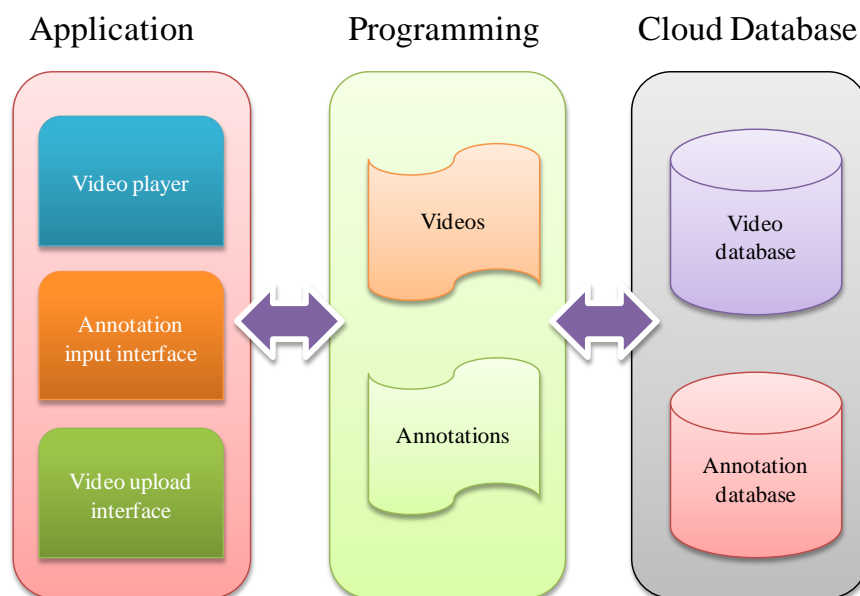 Application
Programming
Cloud Database
Video player
Annotation
input interface
Video upload
interface
Videos
Annotations
Video
database
Annotation
database